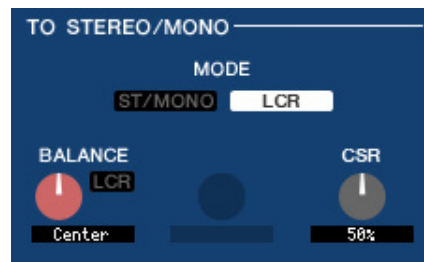 TO STEREO/MONO
MODE
ST/MONO LCR
BALANCE CSR
LCR
Center 50%